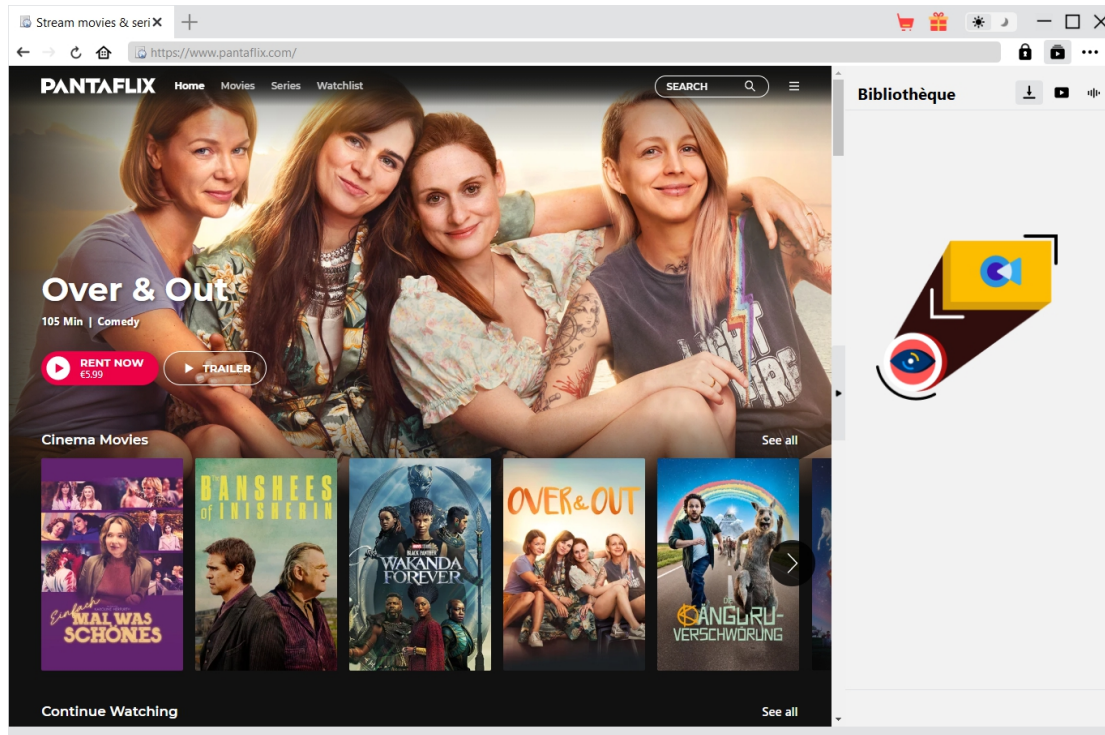 Stream movies & seri
https://www.pantaflix.com/
PANTAFLIX
Home
Movies
Series
Watchlist
SEARCH
Bibliothèque
Over & Out
105 Min | Comedy
RENT NOW
€5.99
TRAILER
Cinema Movies
See all
Einfach
MAL WAS
SCHÖNES
BANSHEES
of INISHERIN
BLACK PANTHER
WAKANDA
FOREVER
OVER & OUT
DIE
KÄNGURU-
VERSCHWÖRUNG
Continue Watching
See all